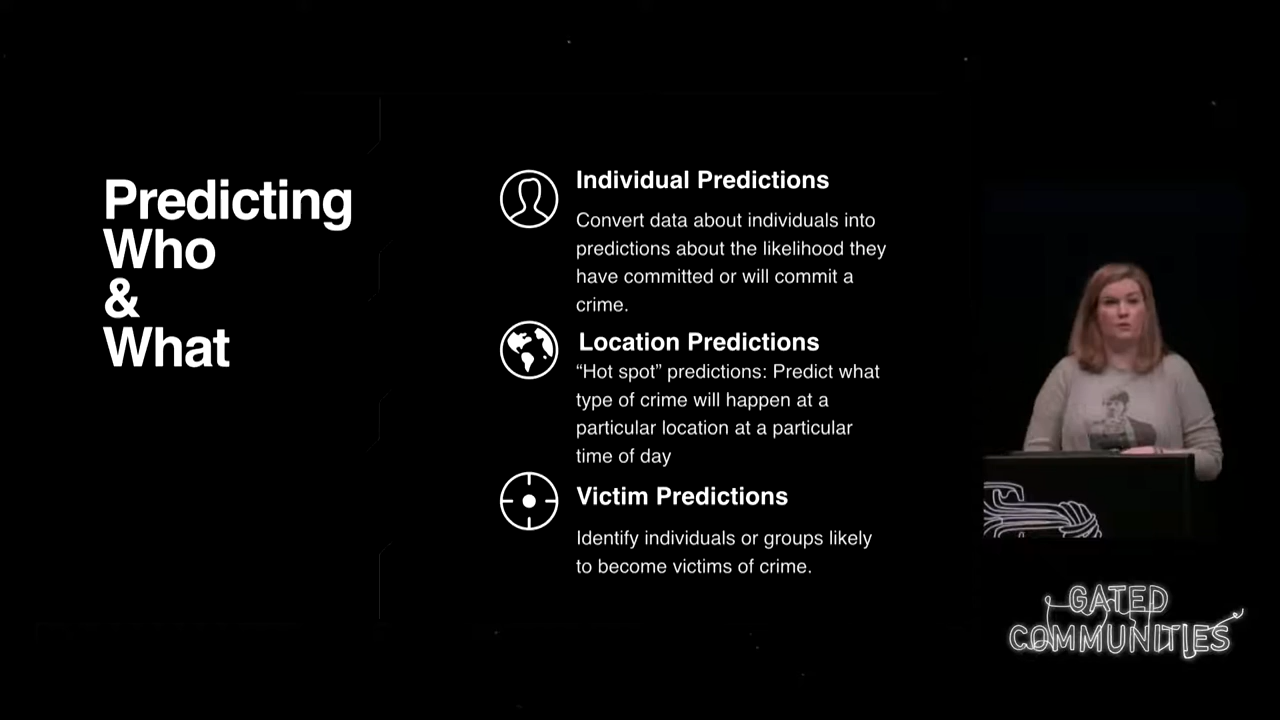 Predicting
Who
&
What
Individual Predictions
Convert data about individuals into
predictions about the likelihood they
have committed or will commit a
crime.
Location Predictions
“Hot spot” predictions: Predict what
type of crime will happen at a
particular location at a particular
time of day
Victim Predictions
Identify individuals or groups likely
to become victims of crime.
GATED
COMMUNITIES